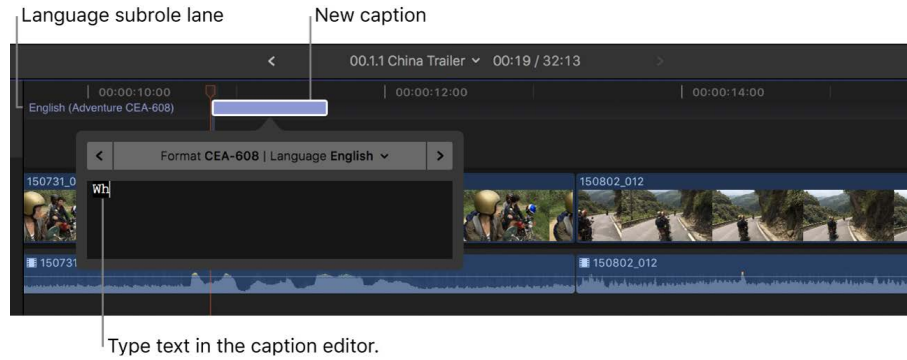 Language subrole lane
New caption
00.1.1 China Trailer 00:19 / 32:13
00:00:10:00
00:00:12:00
00:00:14:00
English (Adventure CEA-608)
Format CEA-608 | Language English
150731_0
Wh
150802_012
150731
150802_012
Type text in the caption editor.